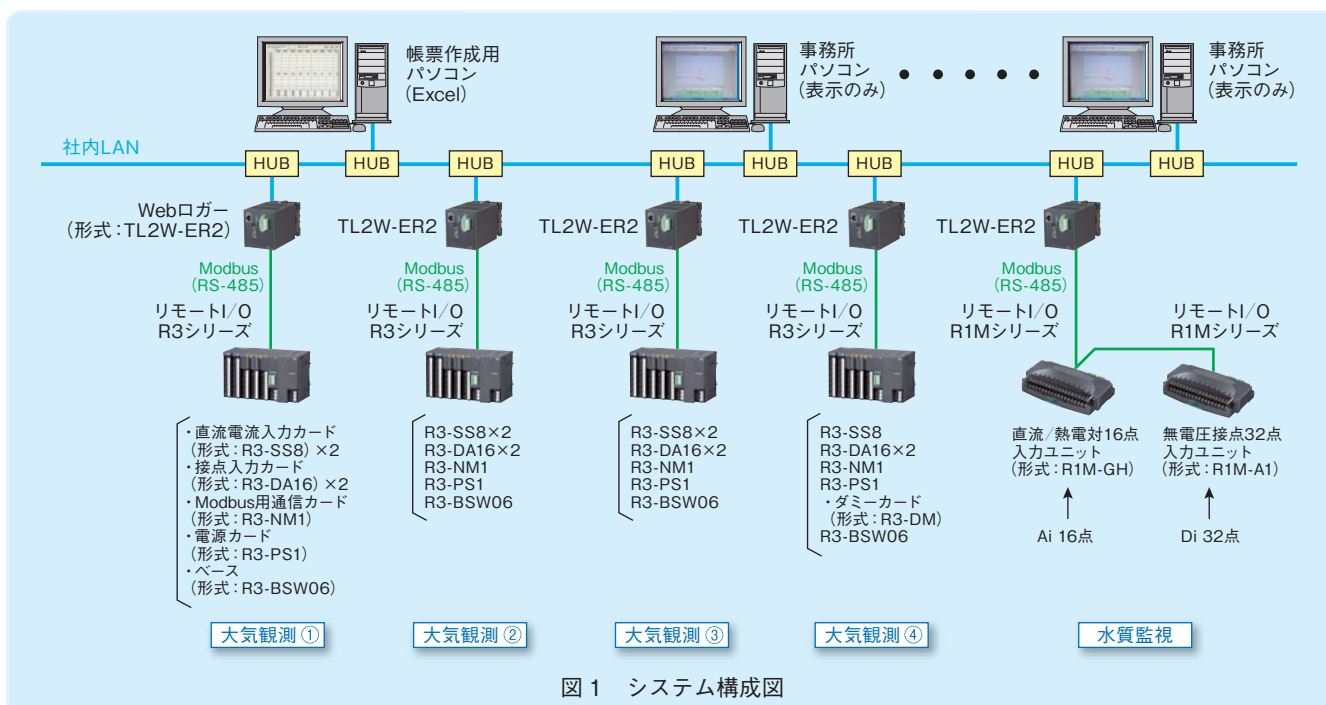 帳票作成用
パソコン
(Excel)
事務所
パソコン
(表示のみ)
事務所
パソコン
(表示のみ)
社内LAN
HUB
HUB
HUB
HUB
HUB
HUB
HUB
HUB
Webロガー
(形式:TL2W-ER2)
TL2W-ER2
TL2W-ER2
TL2W-ER2
TL2W-ER2
Modbus
(RS-485)
Modbus
(RS-485)
Modbus
(RS-485)
Modbus
(RS-485)
Modbus
(RS-485)
リモートI/O
R3シリーズ
リモートI/O
R3シリーズ
リモートI/O
R3シリーズ
リモートI/O
R3シリーズ
リモートI/O
R1Mシリーズ
リモートI/O
R1Mシリーズ
・直流電流入力カード
(形式:R3-SS8)×2
・接点入力カード
(形式:R3-DA16)×2
・Modbus用通信カード
(形式:R3-NM1)
・電源カード
(形式:R3-PS1)
・ベース
(形式:R3-BSW06)
R3-SS8×2
R3-DA16×2
R3-NM1
R3-PS1
R3-BSW06
R3-SS8×2
R3-DA16×2
R3-NM1
R3-PS1
R3-BSW06
R3-SS8
R3-DA16×2
R3-NM1
R3-PS1
・ダミーカード
(形式:R3-DM)
R3-BSW06
直流/熱電対16点
入力ユニット
(形式:R1M-GH)
Ai 16点
無電圧接点32点
入力ユニット
(形式:R1M-A1)
Di 32点
大気観測①
大気観測②
大気観測③
大気観測④
水質監視
図1 システム構成図